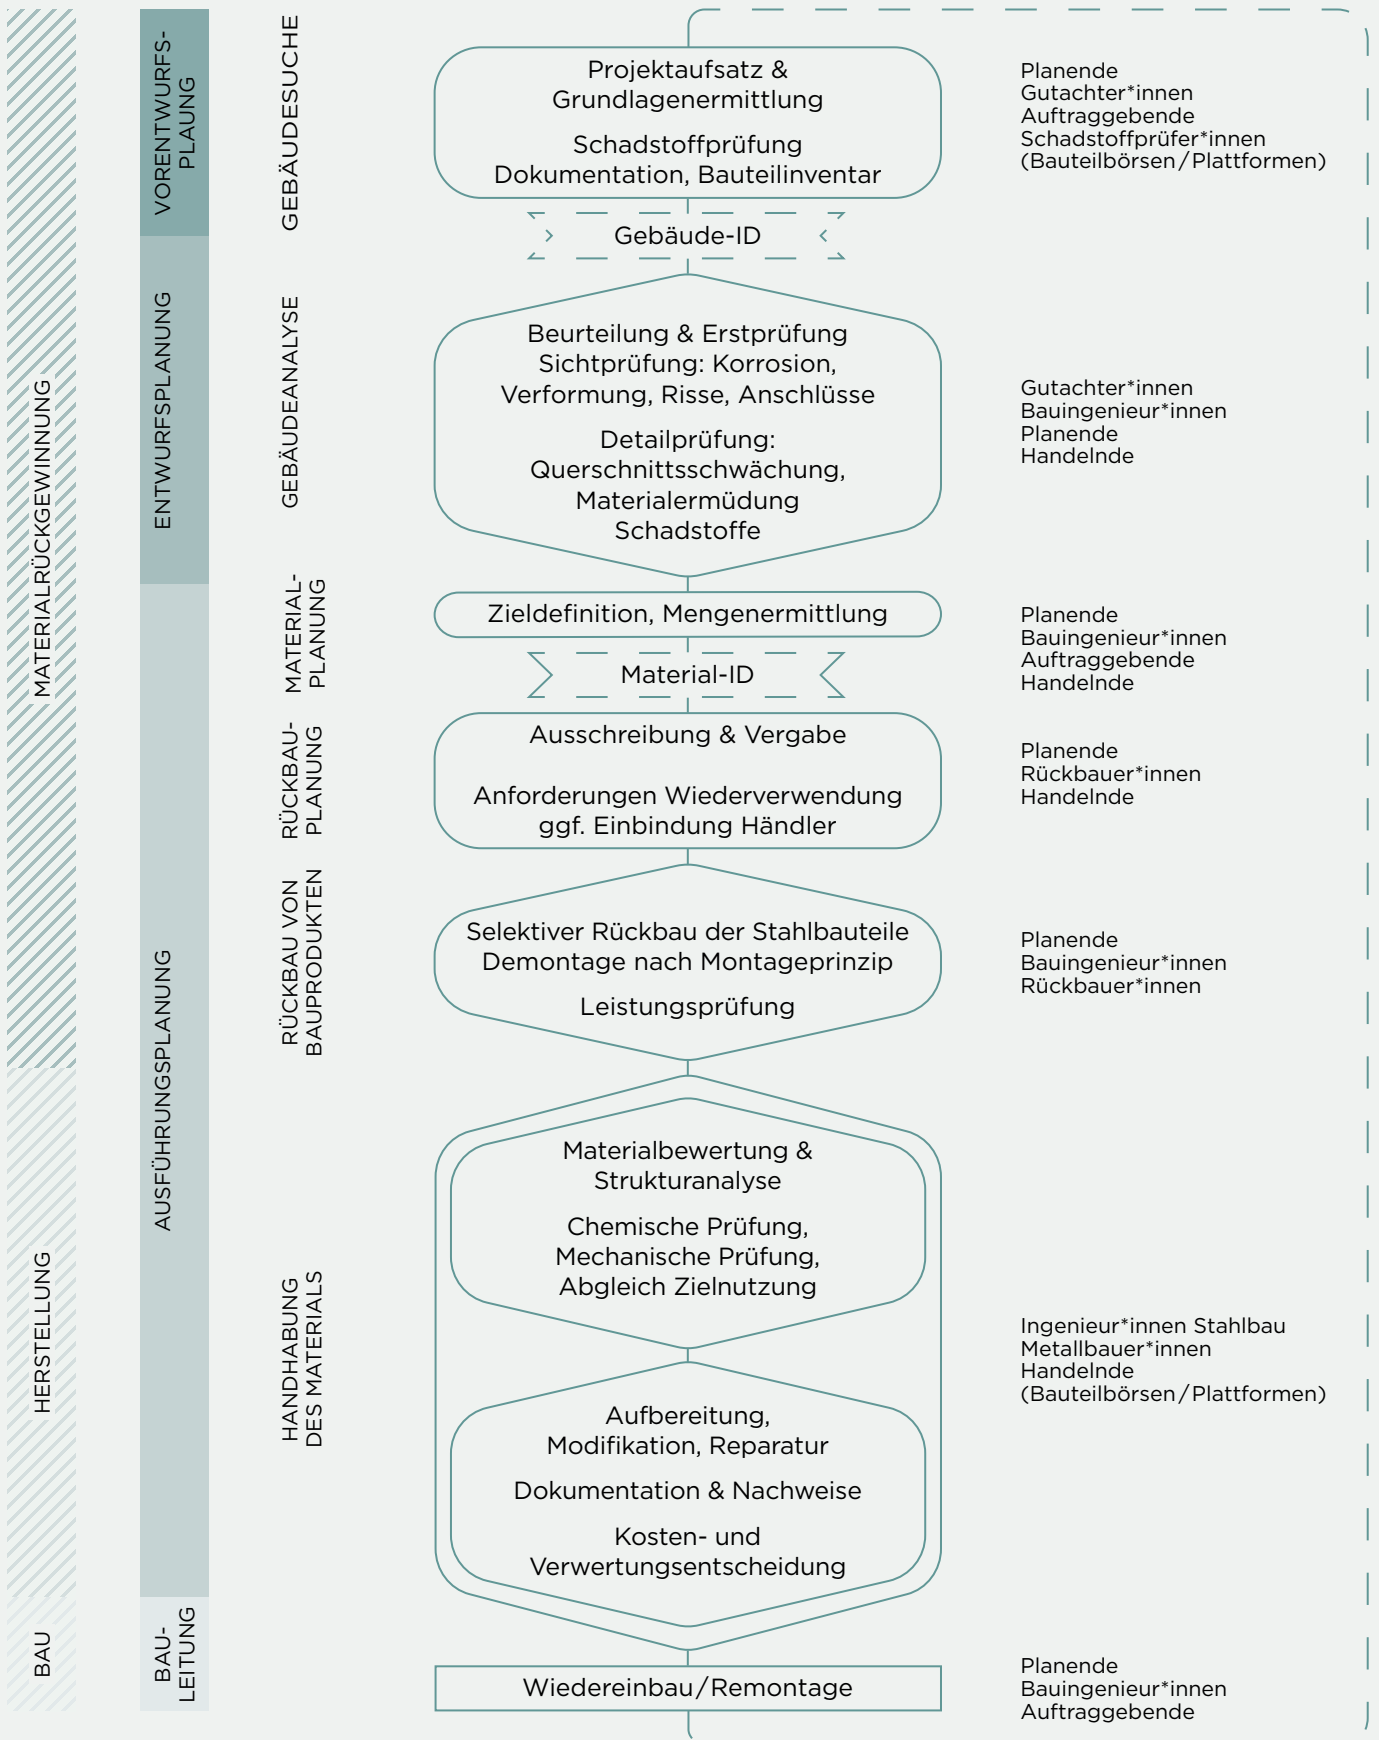 MATERIALRÜCKGEWINNUNG
HERSTELLUNG
BAU
VORENTWURFS-
PLAUNG
ENTWURFSPLANUNG
AUSFÜHRUNGSPLANUNG
BAU-
LEITUNG
GEBÄUDESUCHE
Projektaufsatz &
Grundlagenermittlung
Schadstoffprüfung
Dokumentation, Bauteilinventar
Planende
Gutachter*innen
Auftraggebende
Schadstoffprüfer*innen
(Bauteilbörsen/Plattformen)
Gebäude-ID
GEBÄUDEANALYSE
Beurteilung & Erstprüfung
Sichtprüfung: Korrosion,
Verformung, Risse, Anschlüsse
Detailprüfung:
Querschnittsschwächung,
Materialermüdung
Schadstoffe
Gutachter*innen
Bauingenieur*innen
Planende
Handelnde
MATERIAL-
PLANUNG
Zieldefinition, Mengenermittlung
Material-ID
Planende
Bauingenieur*innen
Auftraggebende
Handelnde
RÜCKBAU-
PLANUNG
Ausschreibung & Vergabe
Anforderungen Wiederverwendung
ggf. Einbindung Händler
Planende
Rückbauer*innen
Handelnde
RÜCKBAU VON
BAUPRODUKTEN
Selektiver Rückbau der Stahlbauteile
Demontage nach Montageprinzip
Leistungsprüfung
Planende
Bauingenieur*innen
Rückbauer*innen
HANDHABUNG
DES MATERIALS
Materialbewertung &
Strukturanalyse
Chemische Prüfung,
Mechanische Prüfung,
Abgleich Zielnutzung
Aufbereitung,
Modifikation, Reparatur
Dokumentation & Nachweise
Kosten- und
Verwertungsentscheidung
Ingenieur*innen Stahlbau
Metallbauer*innen
Handelnde
(Bauteilbörsen/Plattformen)
Wiedereinbau/Remontage
Planende
Bauingenieur*innen
Auftraggebende